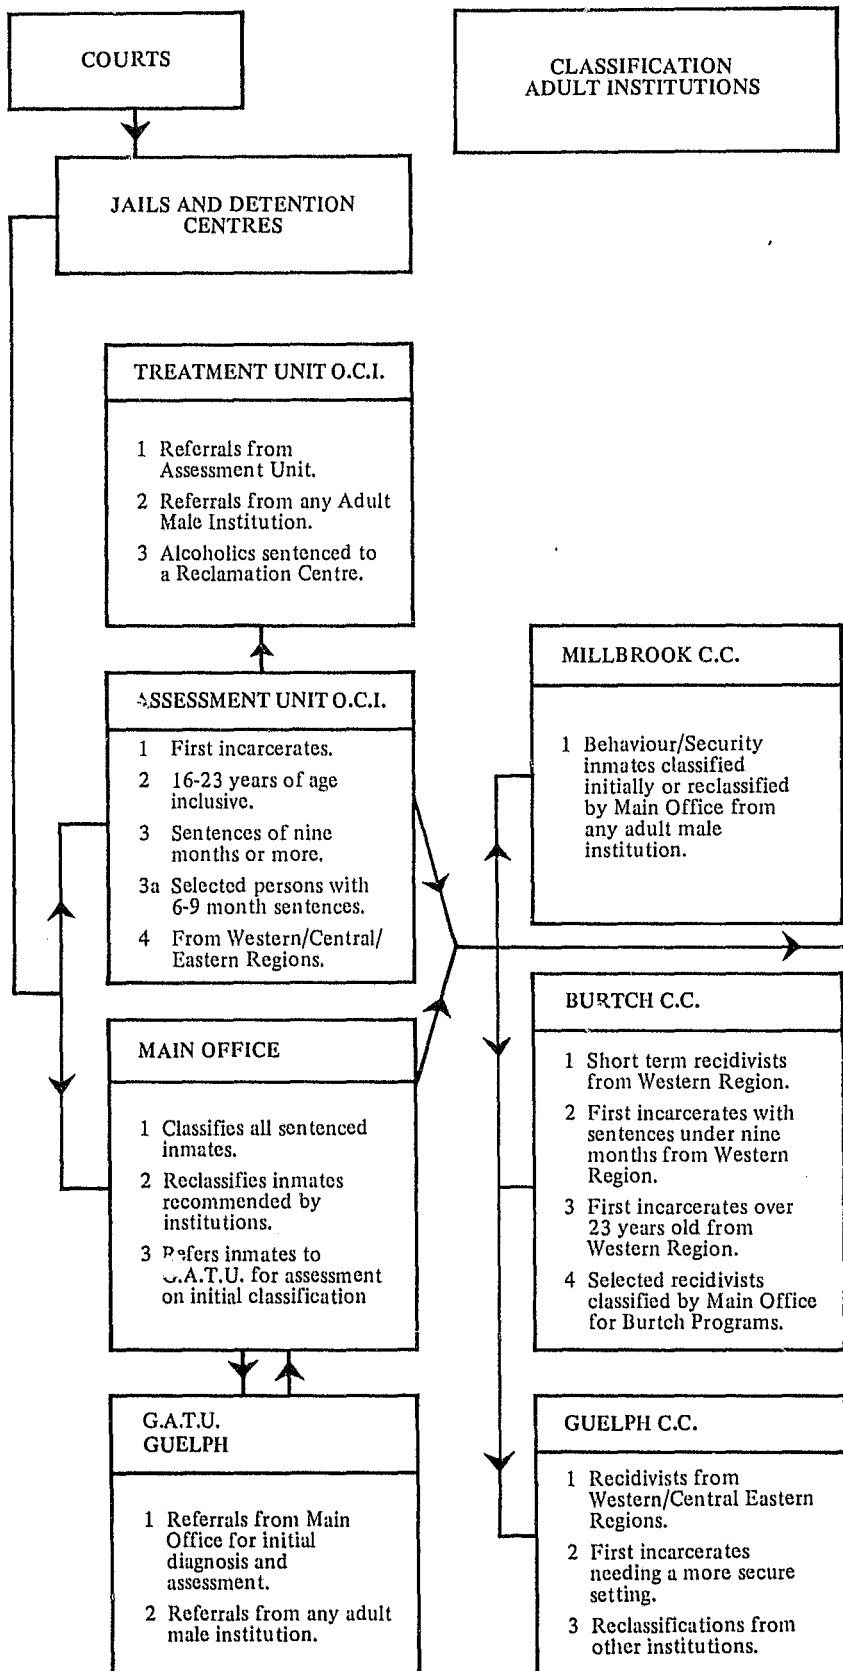 COURTS
CLASSIFICATION
ADULT INSTITUTIONS
JAILS AND DETENTION
CENTRES
TREATMENT UNIT O.C.I.
1 Referrals from
Assessment Unit.
2 Referrals from any Adult
Male Institution.
3 Alcoholics sentenced to
a Reclamation Centre.
ASSESSMENT UNIT O.C.I.
1 First incarcerates.
2 16-23 years of age
inclusive.
3 Sentences of nine
months or more.
3a Selected persons with
6-9 month sentences.
4 From Western/Central/
Eastern Regions.
MAIN OFFICE
1 Classifies all sentenced
inmates.
2 Reclassifies inmates
recommended by
institutions.
3 Refers inmates to
G.A.T.U. for assessment
on initial classification
G.A.T.U.
GUELPH
1 Referrals from Main
Office for initial
diagnosis and
assessment.
2 Referrals from any adult
male institution.
MILLBROOK C.C.
1 Behaviour/Security
inmates classified
initially or reclassified
by Main Office from
any adult male
institution.
BURTCH C.C.
1 Short term recidivists
from Western Region.
2 First incarcerates with
sentences under nine
months from Western
Region.
3 First incarcerates over
23 years old from
Western Region.
4 Selected recidivists
classified by Main Office
for Burtch Programs.
GUELPH C.C.
1 Recidivists from
Western/Central Eastern
Regions.
2 First incarcerates
needing a more secure
setting.
3 Reclassifications from
other institutions.